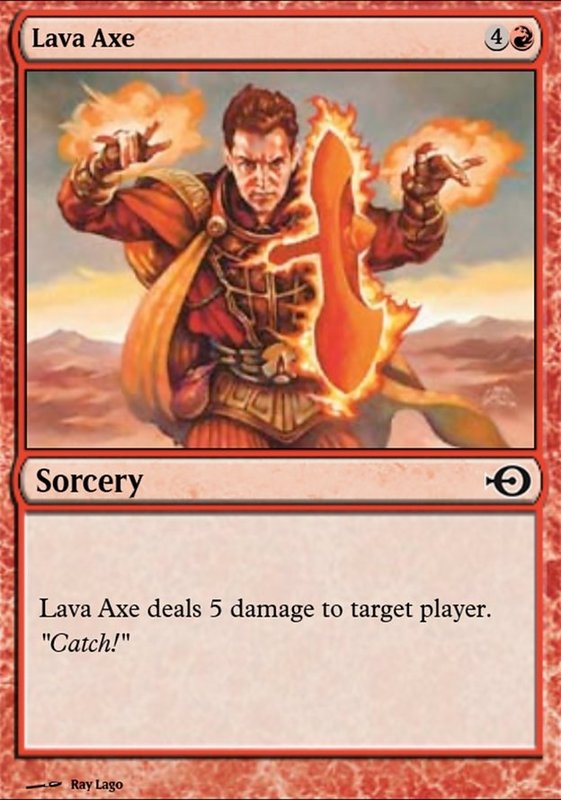 Lava Axe 4
Sorcery
Lava Axe deals 5 damage to target player.
"Catch!"
Ray Lago